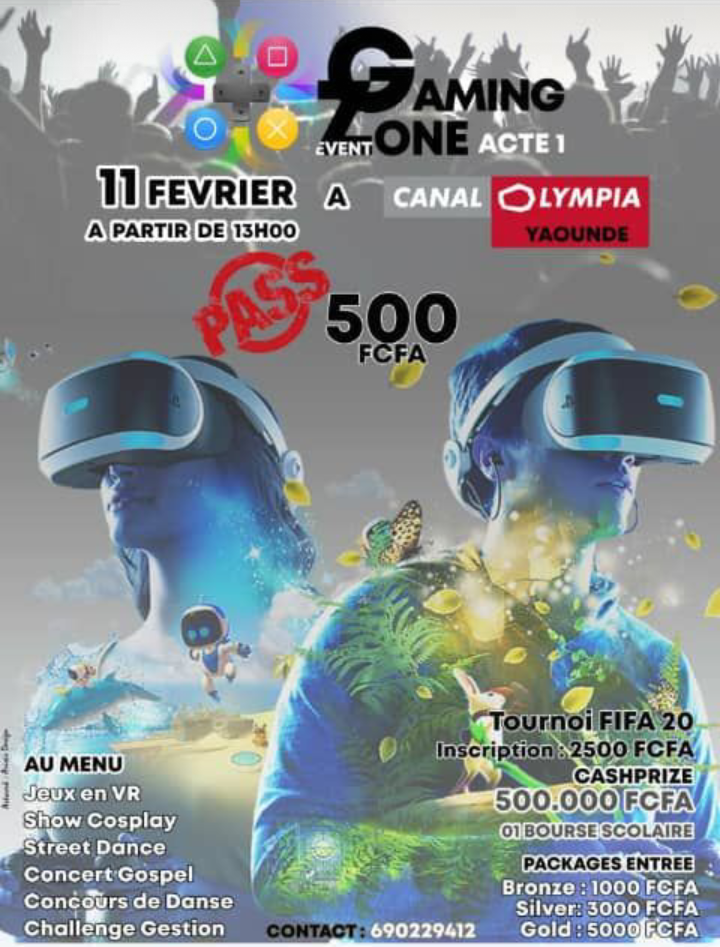 GAMING
EVENT ZONE ACTE 1
11 FEVRIER A CANAL OLYMPIA
A PARTIR DE 13H00
YAOUNDE
PASS
500
FCFA
Tournoi FIFA 20
Inscription : 2500 FCFA
CASHPRIZE
500.000 FCFA
01 BOURSE SCOLAIRE
AU MENU
Jeux en VR
Show Cosplay
Street Dance
Concert Gospel
Concours de Danse
Challenge Gestion
PACKAGES ENTREE
Bronze : 1000 FCFA
Silver: 3000 FCFA
Gold : 5000 FCFA
CONTACT : 690229412